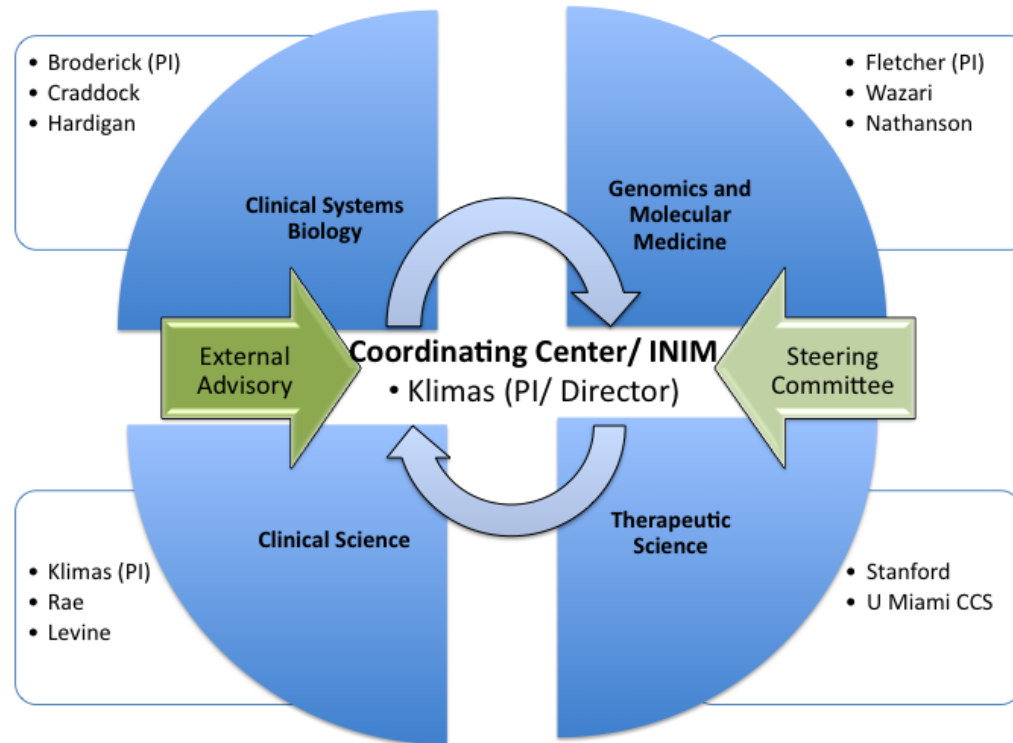 • Broderick (PI)
• Craddock
• Hardigan
• Fletcher (PI)
• Wazari
• Nathanson
Clinical Systems
Biology
Genomics and
Molecular
Medicine
External
Advisory
Coordinating Center/ INIM
• Klimas (PI/ Director)
Steering
Committee
Clinical Science
Therapeutic
Science
• Klimas (PI)
• Rae
• Levine
• Stanford
• U Miami CCS